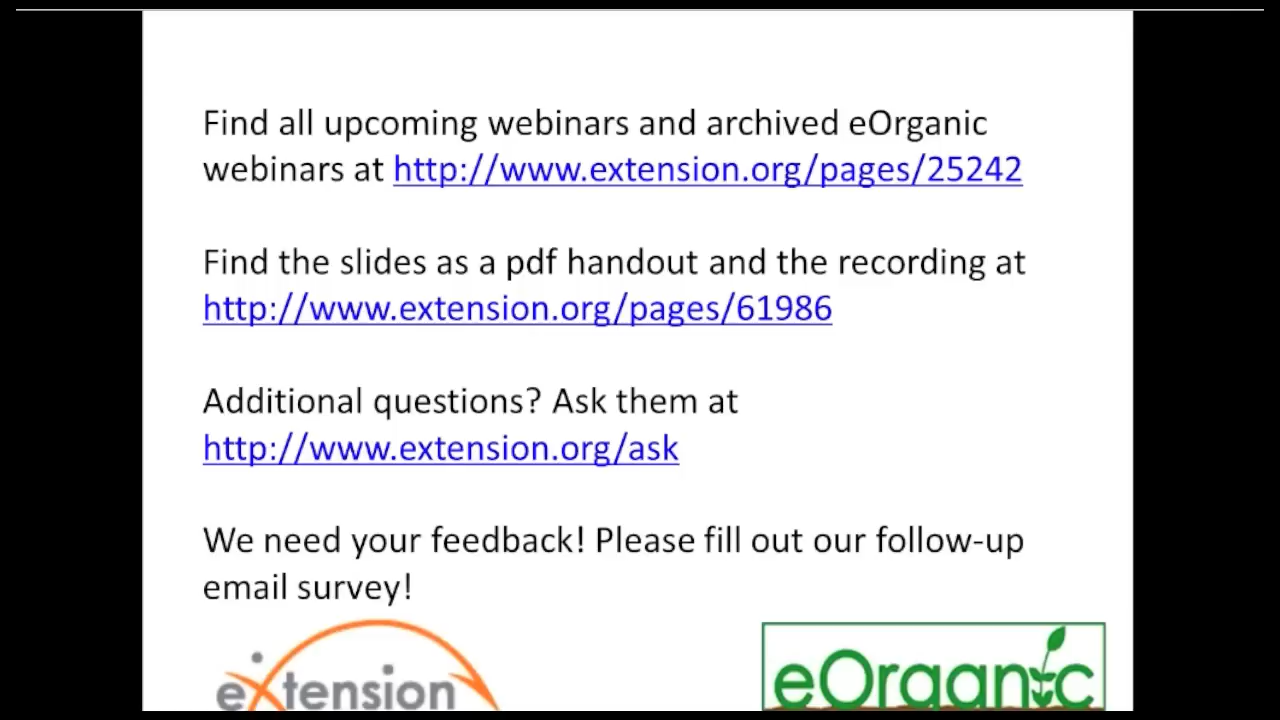 Find all upcoming webinars and archived eOrganic
webinars at http://www.extension.org/pages/25242
Find the slides as a pdf handout and the recording at
http://www.extension.org/pages/61986
Additional questions? Ask them at
http://www.extension.org/ask
We need your feedback! Please fill out our follow-up
email survey!
eXtension
eOrganic